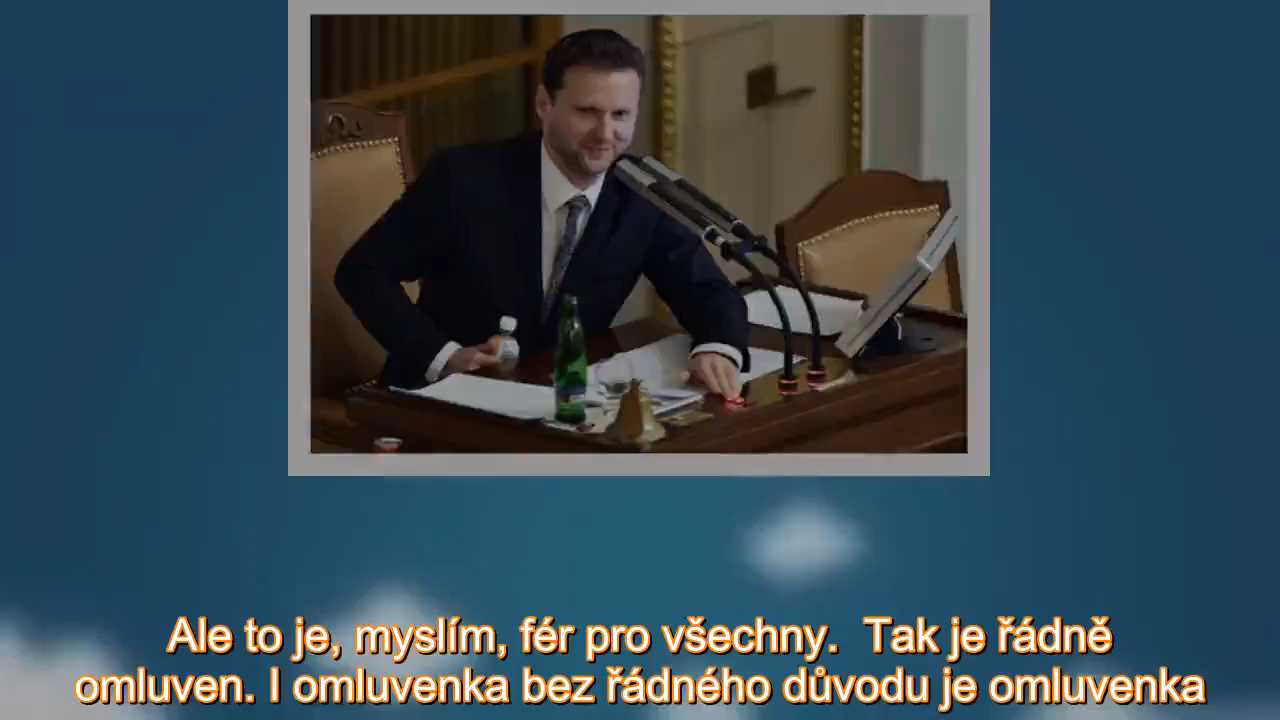 Ale to je, myslím, fér pro všechny.  Tak je řádně
omluven. I omluvenka bez řádného důvodu je omluvenka